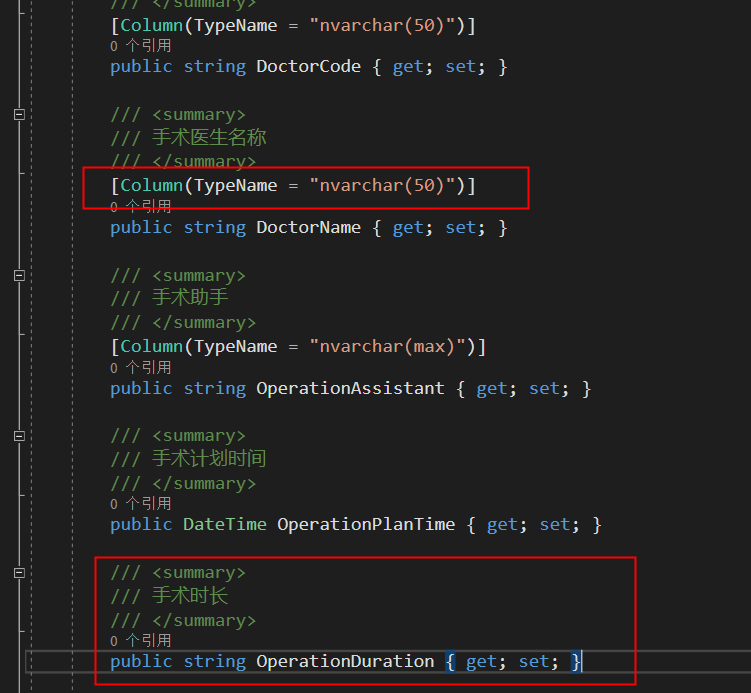 /// </summary>
[Column(TypeName = "nvarchar(50)")]
0 个引用
public string DoctorCode { get; set; }
/// <summary>
/// 手术医生名称
/// </summary>
[Column(TypeName = "nvarchar(50)")]
0 个引用
public string DoctorName { get; set; }
/// <summary>
/// 手术助手
/// </summary>
[Column(TypeName = "nvarchar(max)")]
0 个引用
public string OperationAssistant { get; set; }
/// <summary>
/// 手术计划时间
/// </summary>
0 个引用
public DateTime OperationPlanTime { get; set; }
/// <summary>
/// 手术时长
/// </summary>
0 个引用
public string OperationDuration { get; set; }